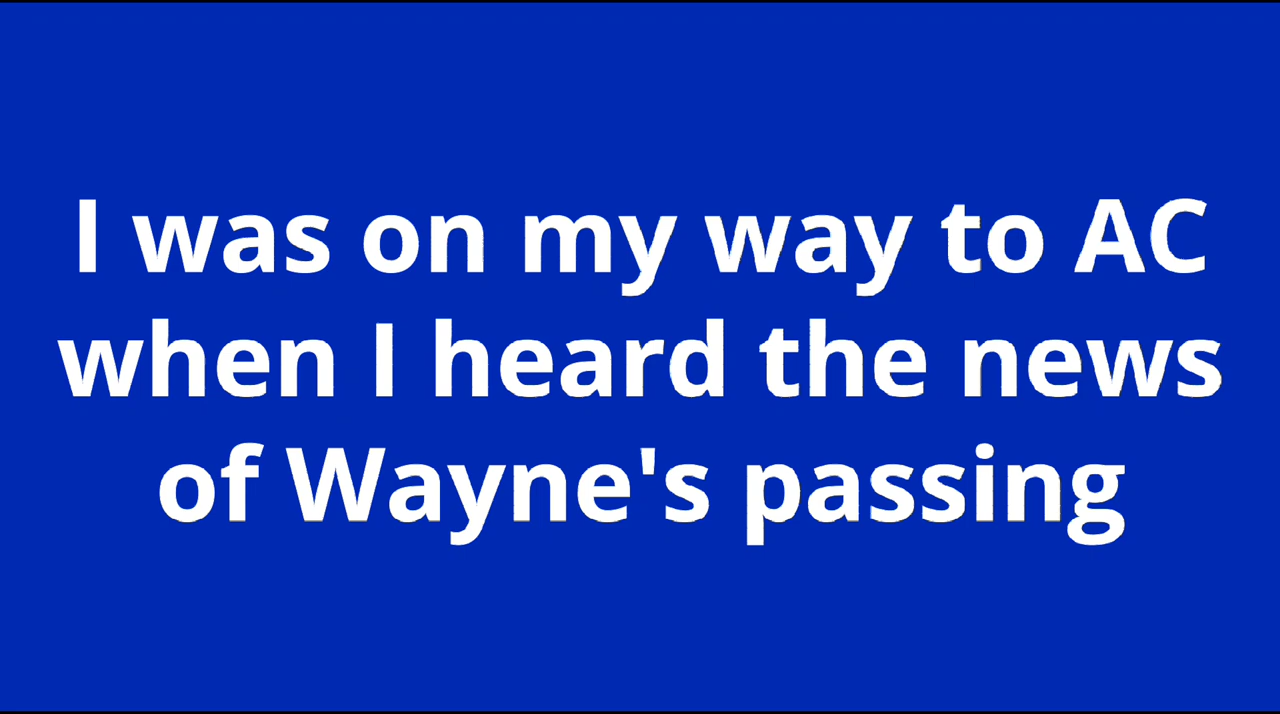 I was on my way to AC
when I heard the news
of Wayne's passing